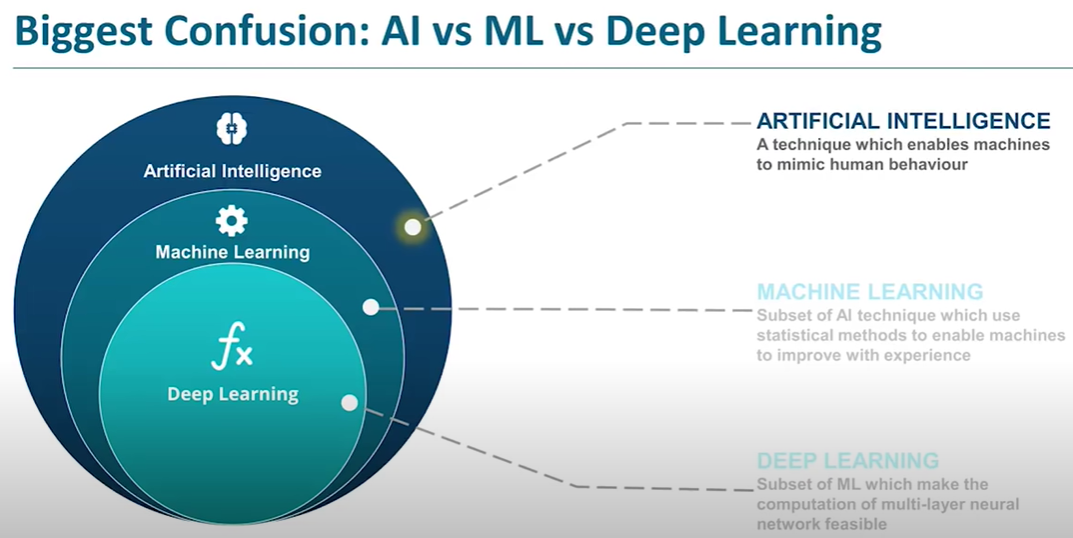 Biggest Confusion: AI vs ML vs Deep Learning
Artificial Intelligence
Machine Learning
fx
Deep Learning
ARTIFICIAL INTELLIGENCE
A technique which enables machines
to mimic human behaviour
MACHINE LEARNING
Subset of AI technique which use
statistical methods to enable machines
to improve with experience
DEEP LEARNING
Subset of ML which make the
computation of multi-layer neural
network feasible